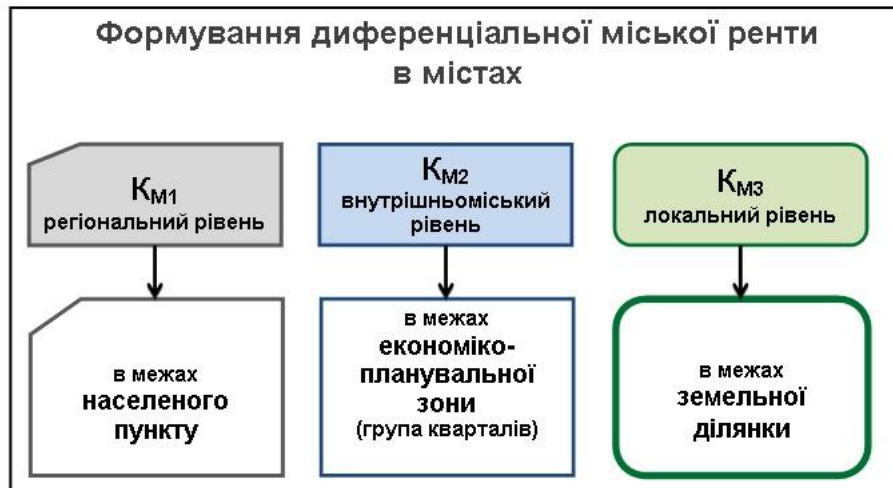 Формування диференціальної міської ренти
в містах
КМ1
регіональний рівень
КМ2
внутрішньоміський
рівень
КМ3
локальний рівень
в межах
населеного
пункту
в межах
економіко-
планувальної
зони
(група кварталів)
в межах
земельної
ділянки